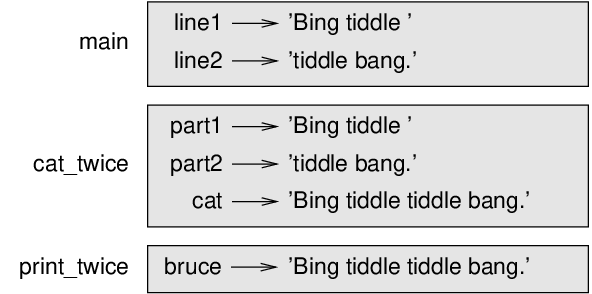 main
line1 ’Bing tiddle ’
line2 ’tiddle bang.’
cat_twice
part1 ’Bing tiddle ’
part2 ’tiddle bang.’
cat ’Bing tiddle tiddle bang.’
print_twice
bruce ’Bing tiddle tiddle bang.’